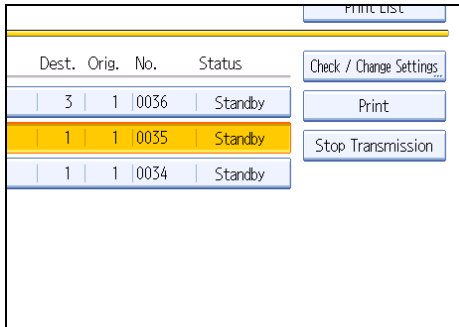 Print List
Dest. Orig. No. Status
Check / Change Settings
3 1 0036 Standby
Print
1 1 0035 Standby
Stop Transmission
1 1 0034 Standby